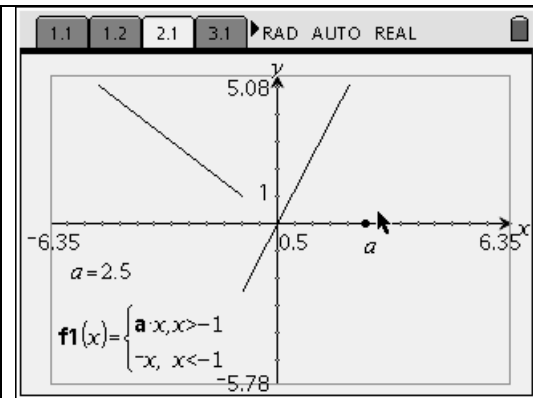 1.1 1.2 2.1 3.1 RAD AUTO REAL
y
5.08
1
-6.35 0.5 a 6.35 x
a=2.5
f1(x)={a·x,x>-1
-x, x<-1
-5.78